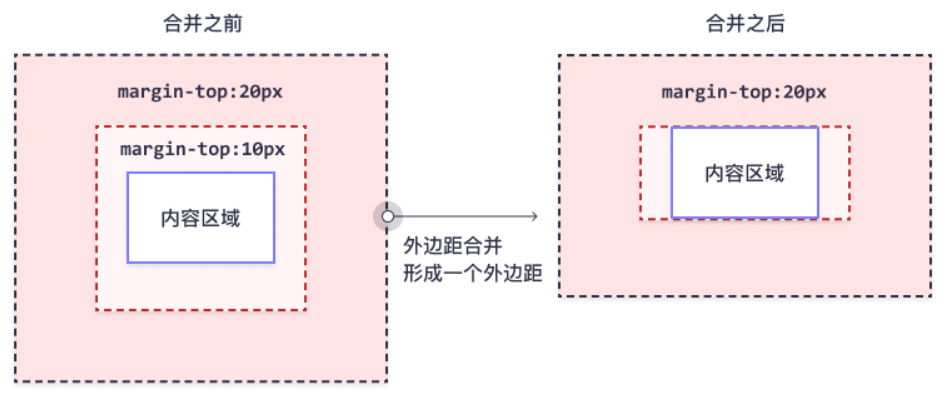 合并之前
合并之后
margin-top:20px
margin-top:20px
margin-top:10px
内容区域
内容区域
外边距合并
形成一个外边距